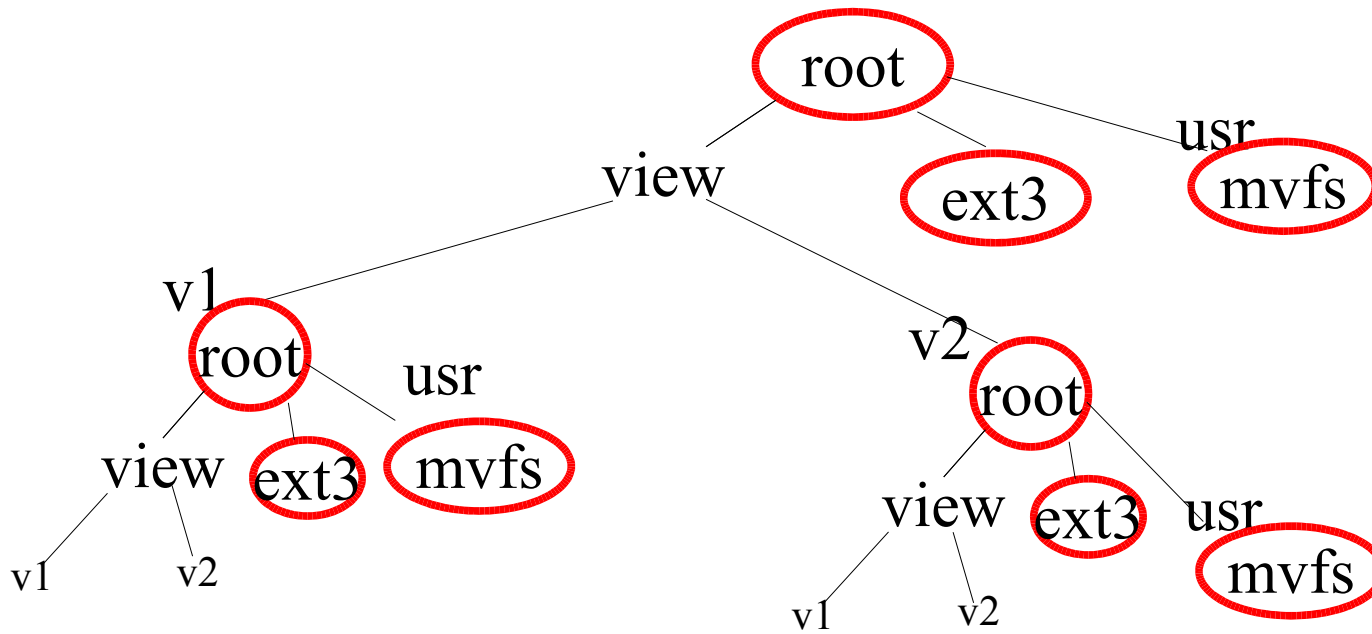 root
usr
view
ext3
mvfs
v1
v2
root
usr
root
view
ext3
mvfs
view
ext3
usr
v1
v2
mvfs
v1
v2